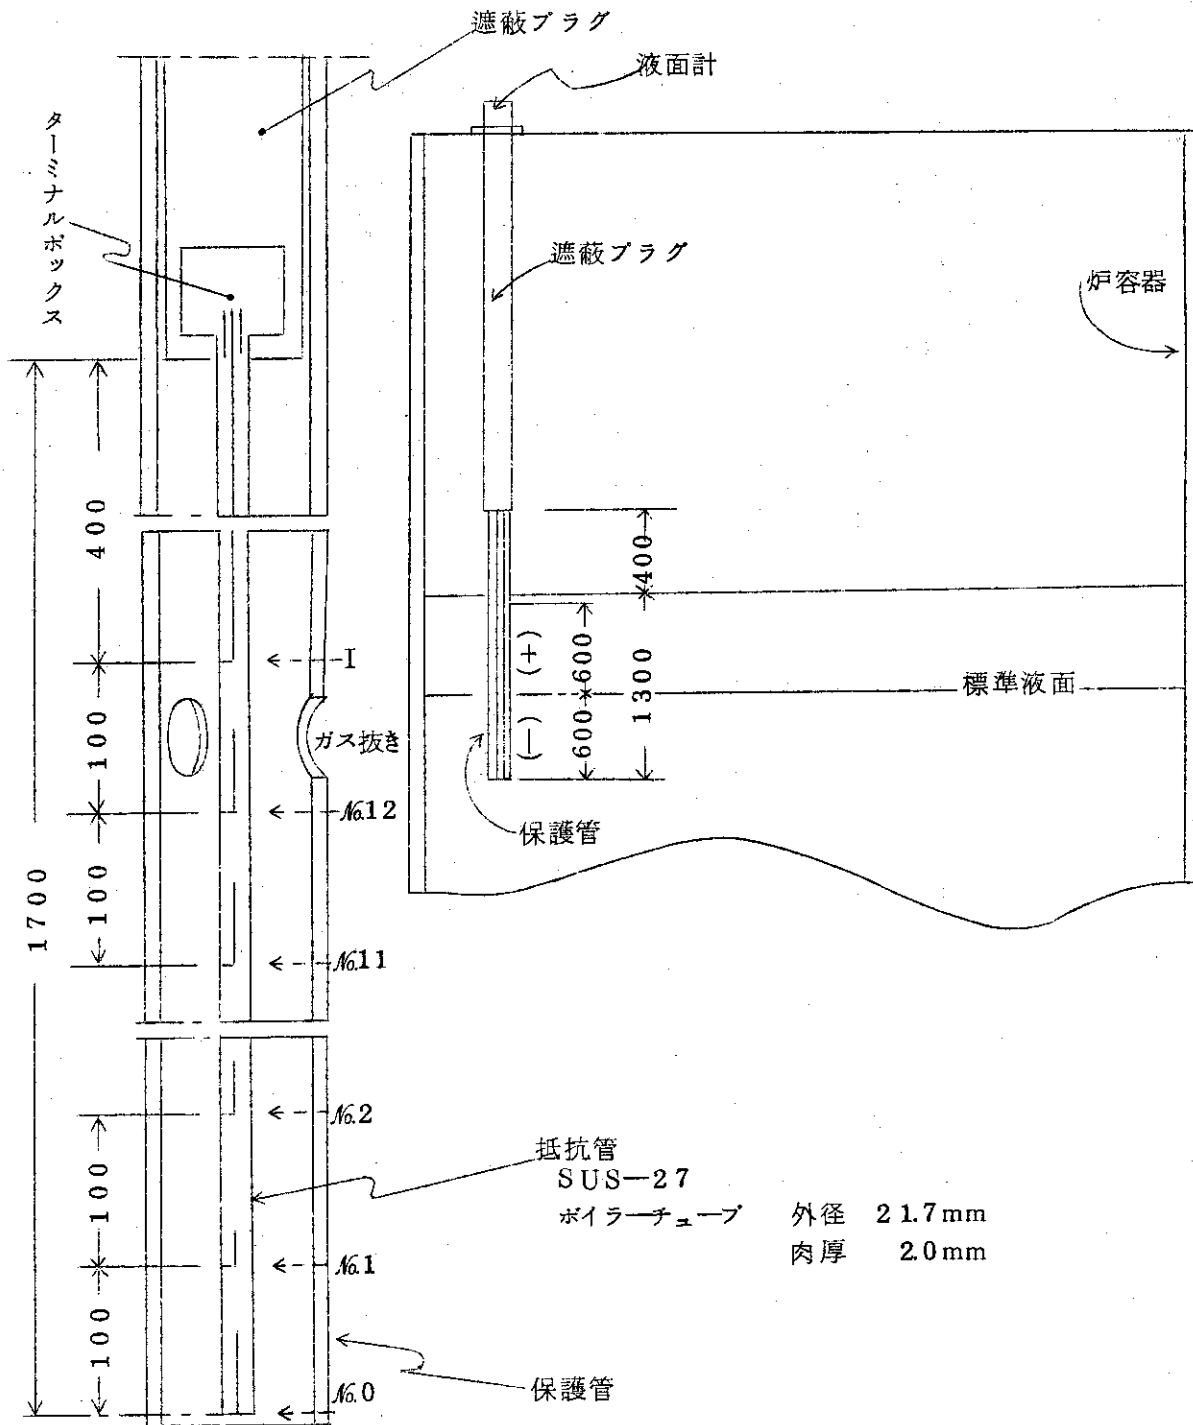 遮蔽プラグ
液面計
ターミナルボックス
遮蔽プラグ
炉容器
400
400
I
(+)
600
1300
標準液面
100
ガス抜き
(-)
600
No.12
保護管
1700
100
No.11
No.2
抵抗管
SUS-27
ボイラーチューブ 外径 21.7mm
肉厚 2.0mm
100
No.1
100
No.0
保護管